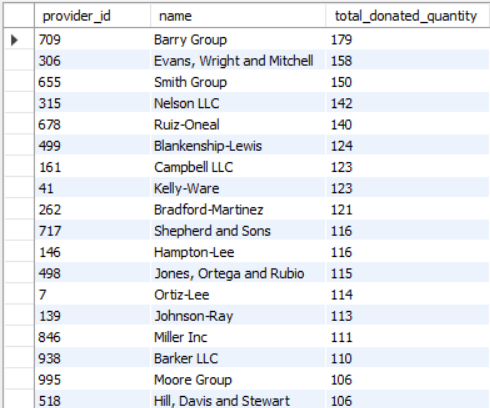 provider_id name total_donated_quantity
709 Barry Group 179
306 Evans, Wright and Mitchell 158
655 Smith Group 150
315 Nelson LLC 142
678 Ruiz-Oneal 140
499 Blankenship-Lewis 124
161 Campbell LLC 123
41 Kelly-Ware 123
262 Bradford-Martinez 121
717 Shepherd and Sons 116
146 Hampton-Lee 116
498 Jones, Ortega and Rubio 115
7 Ortiz-Lee 114
139 Johnson-Ray 113
846 Miller Inc 111
938 Barker LLC 110
995 Moore Group 106
518 Hill, Davis and Stewart 106